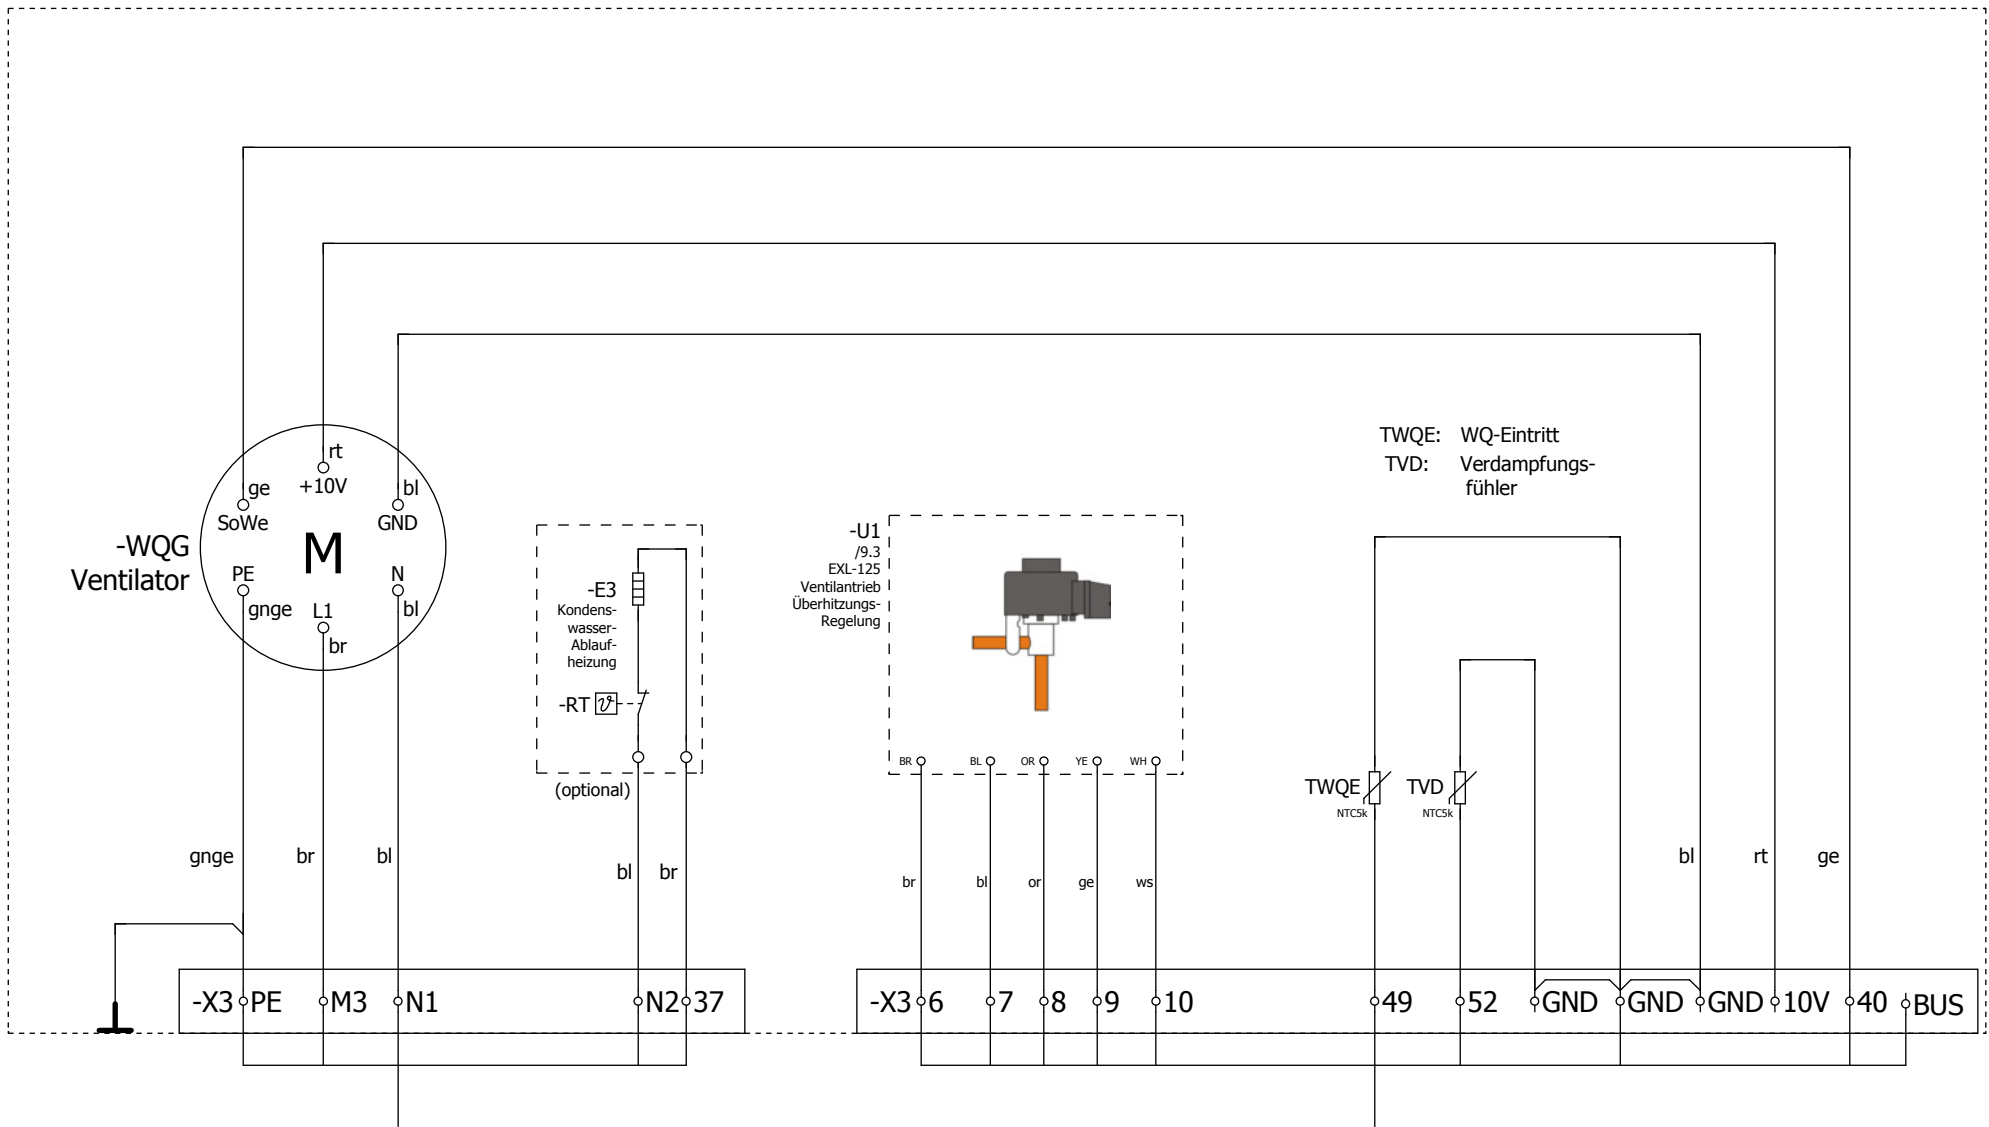 rt
+10V
ge
bl
SoWe
GND
M
-WQG
Ventilator
PE
N
gnge
L1
bl
br
TWQE: WQ-Eintritt
TVD: Verdampfungs-
fühler
-E3
Kondens-
wasser-
Ablauf-
heizung
-RT ϑ
(optional)
-U1
/9.3
EXL-125
Ventilantrieb
Überhitzungs-
Regelung
BR BL OR YE WH
TWQE
NTC5k
TVD
NTC5k
gnge br bl
bl br
br bl or ge ws
bl rt ge
-X3 PE M3 N1 N2 37
-X3 6 7 8 9 10 49 52 GND GND GND 10V 40 BUS